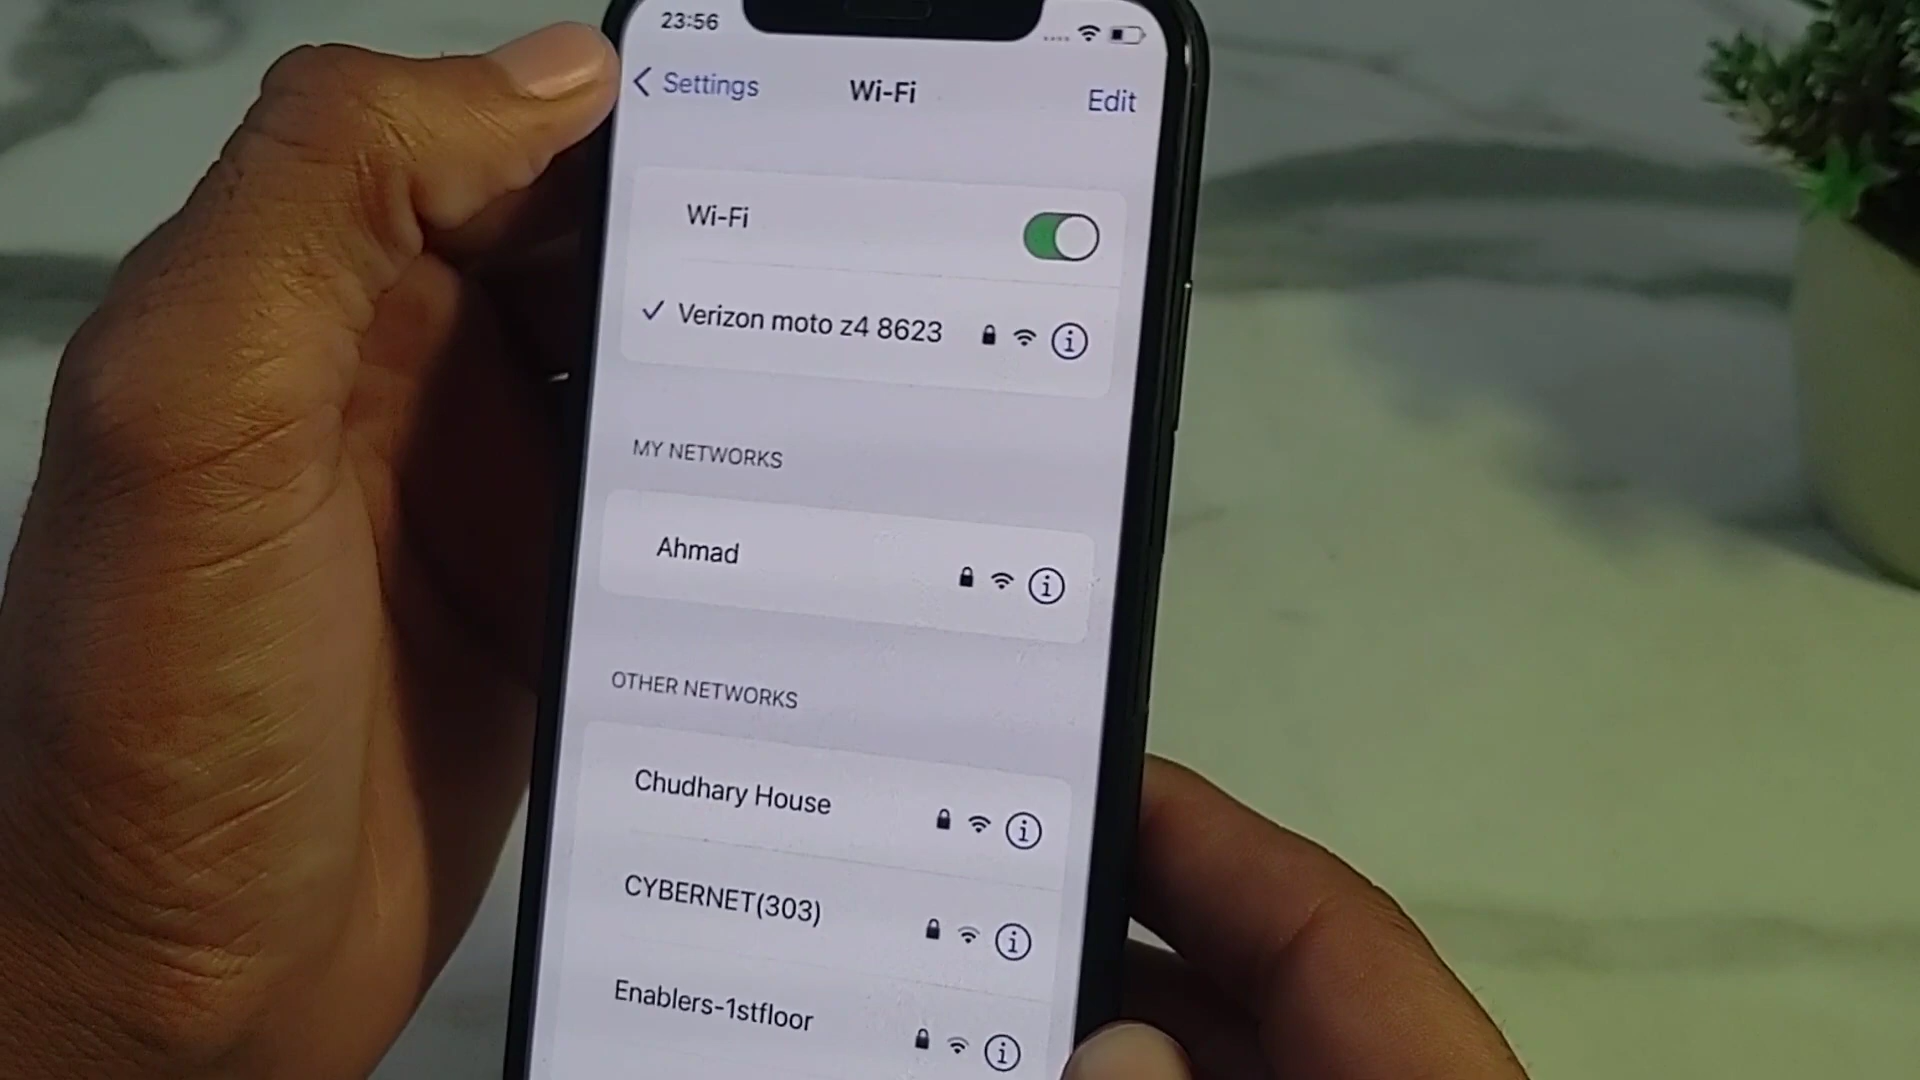 23:56
Settings
Wi-Fi
Edit
Wi-Fi
Verizon moto z4 8623
MY NETWORKS
Ahmad
OTHER NETWORKS
Chudhary House
CYBERNET(303)
Enablers-1stfloor